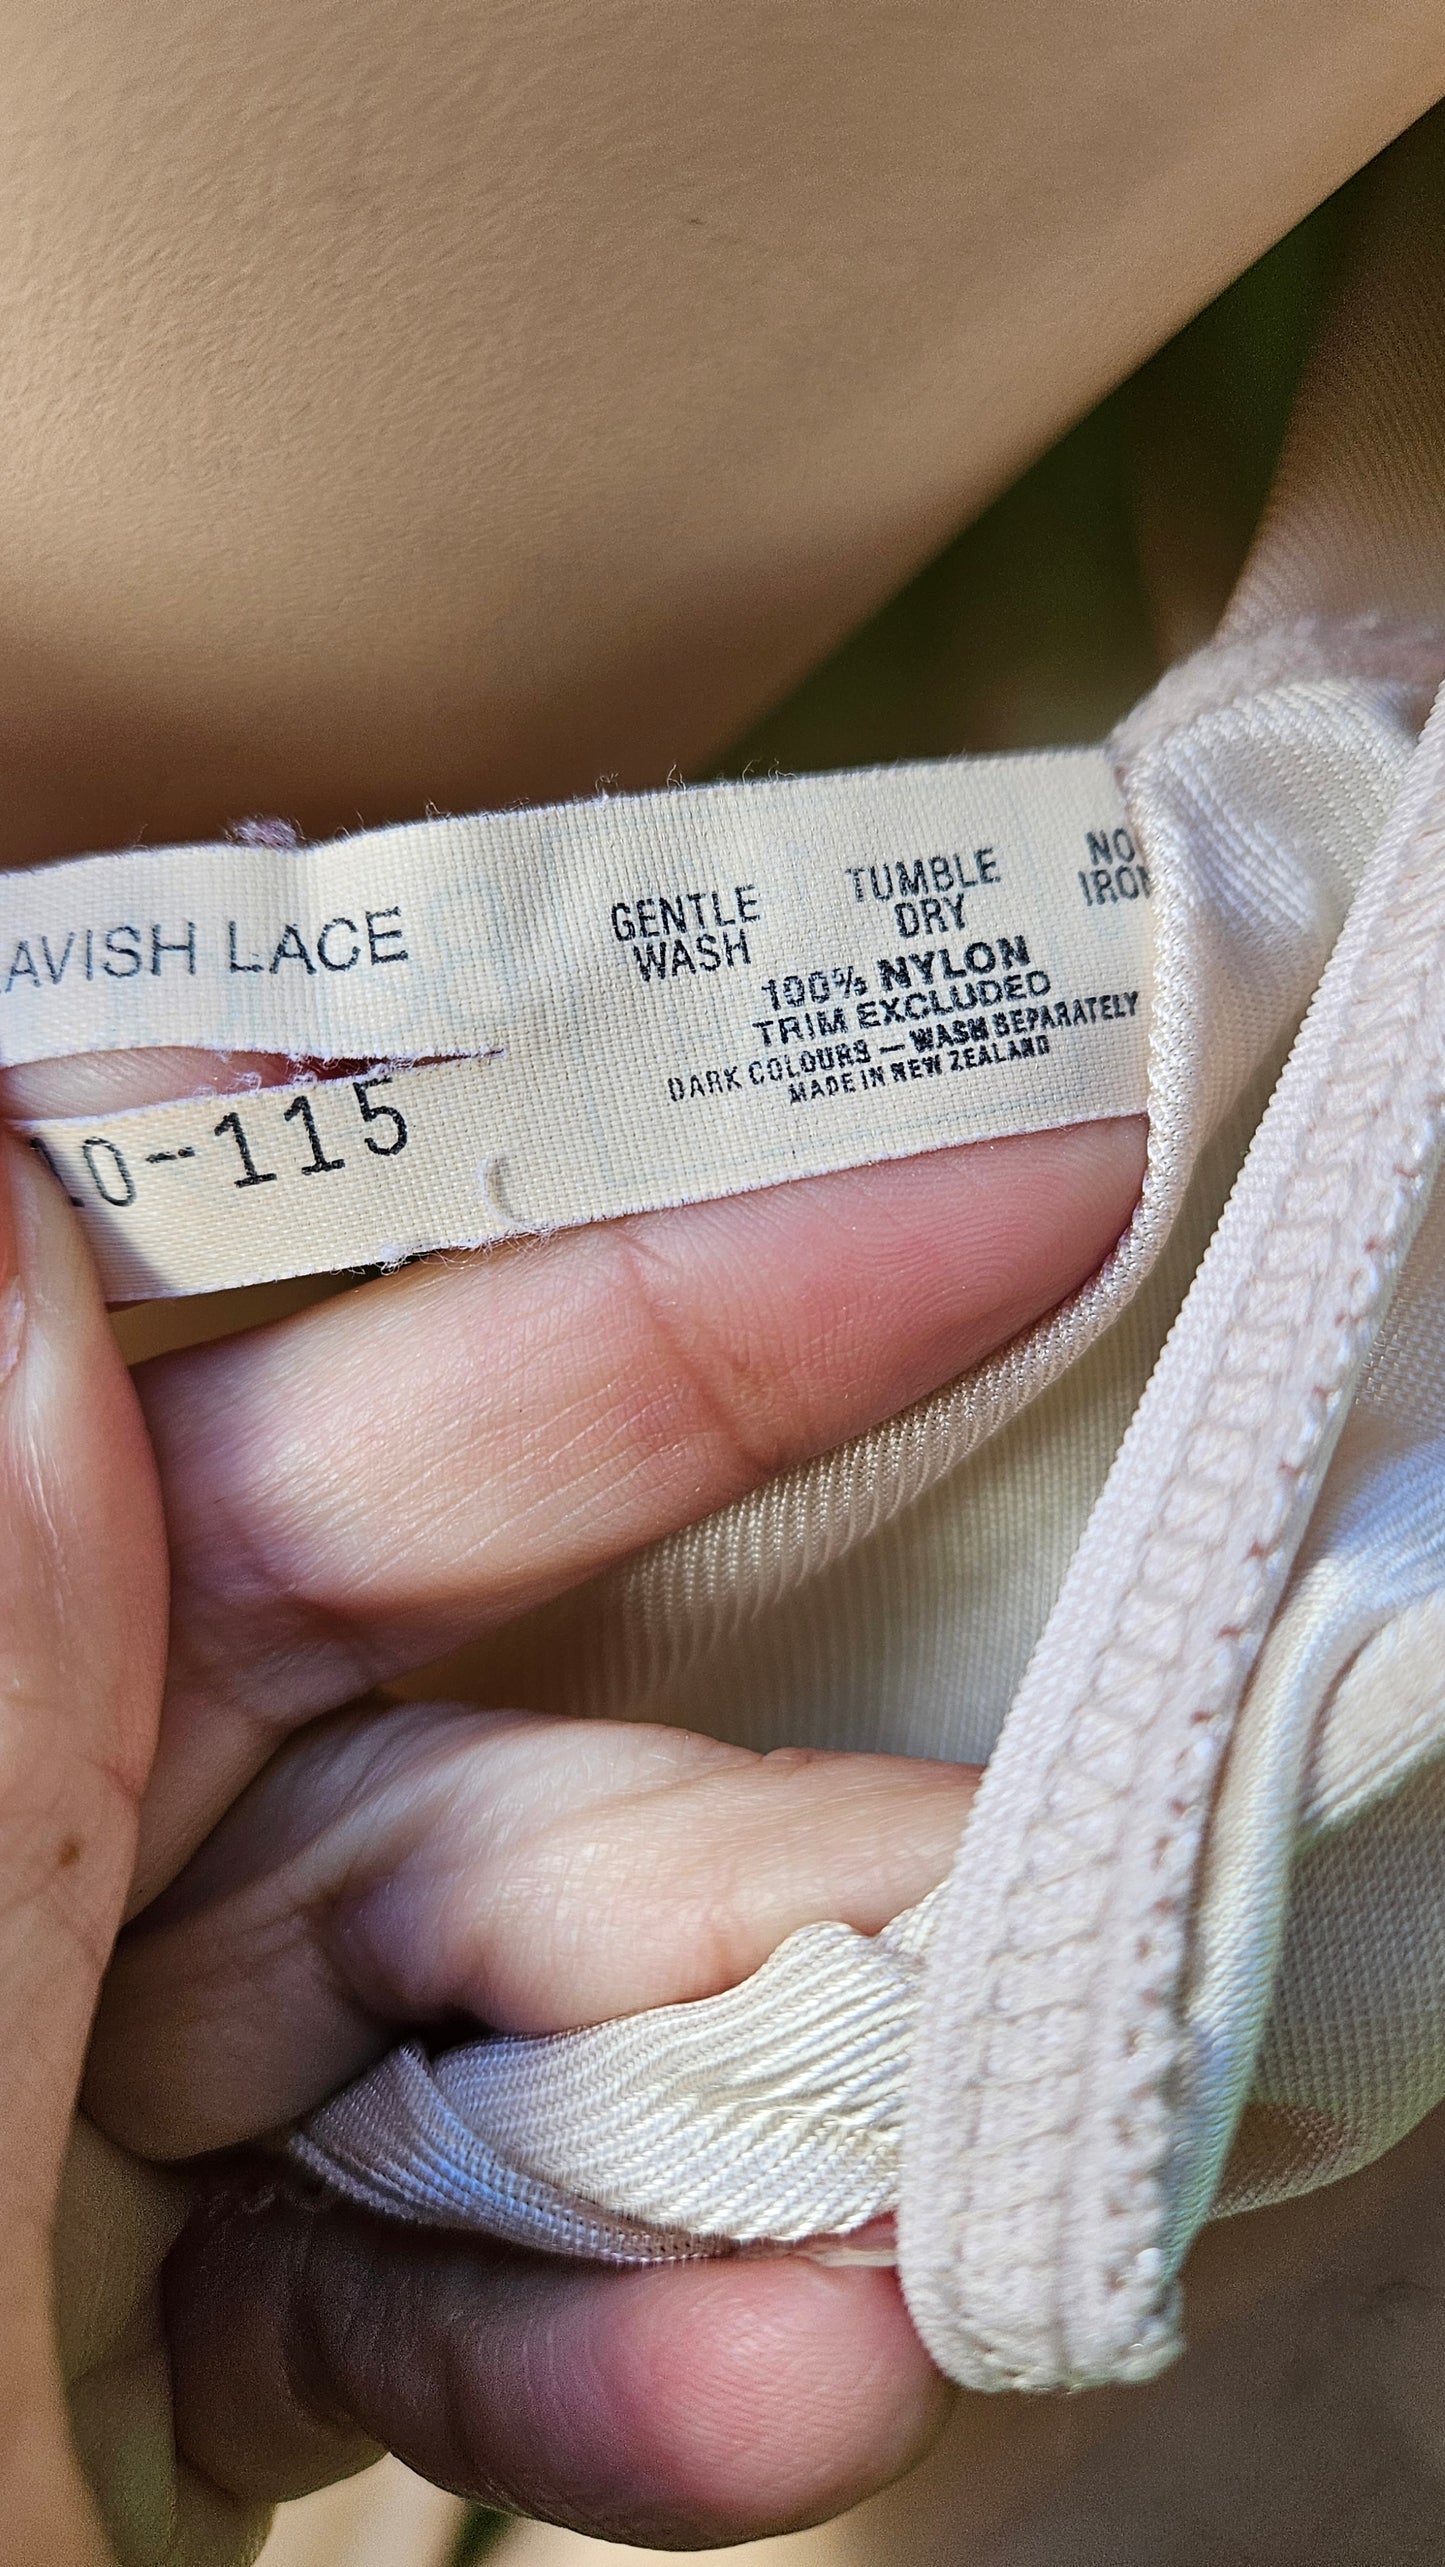 AVISH LACE
10-115
GENTLE
WASH
TUMBLE
DRY
NO
IRON
100% NYLON
TRIM EXCLUDED
DARK COLOURS — WASH SEPARATELY
MADE IN NEW ZEALAND